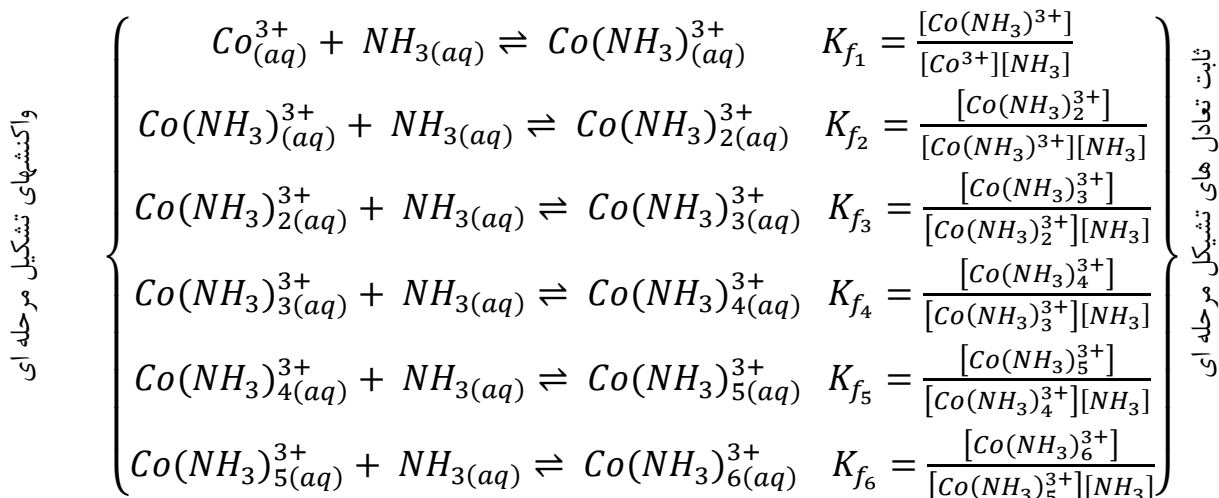 واکنشهای تشکیل مرحله ای
Co³⁺(aq) + NH₃(aq) ⇌ Co(NH₃)³⁺(aq) K_f₁ = [Co(NH₃)³⁺] / [Co³⁺][NH₃]
Co(NH₃)³⁺(aq) + NH₃(aq) ⇌ Co(NH₃)₂³⁺(aq) K_f₂ = [Co(NH₃)₂³⁺] / [Co(NH₃)³⁺][NH₃]
Co(NH₃)₂³⁺(aq) + NH₃(aq) ⇌ Co(NH₃)₃³⁺(aq) K_f₃ = [Co(NH₃)₃³⁺] / [Co(NH₃)₂³⁺][NH₃]
Co(NH₃)₃³⁺(aq) + NH₃(aq) ⇌ Co(NH₃)₄³⁺(aq) K_f₄ = [Co(NH₃)₄³⁺] / [Co(NH₃)₃³⁺][NH₃]
Co(NH₃)₄³⁺(aq) + NH₃(aq) ⇌ Co(NH₃)₅³⁺(aq) K_f₅ = [Co(NH₃)₅³⁺] / [Co(NH₃)₄³⁺][NH₃]
Co(NH₃)₅³⁺(aq) + NH₃(aq) ⇌ Co(NH₃)₆³⁺(aq) K_f₆ = [Co(NH₃)₆³⁺] / [Co(NH₃)₅³⁺][NH₃]
ثابت تعادل های تشیکل مرحله ای